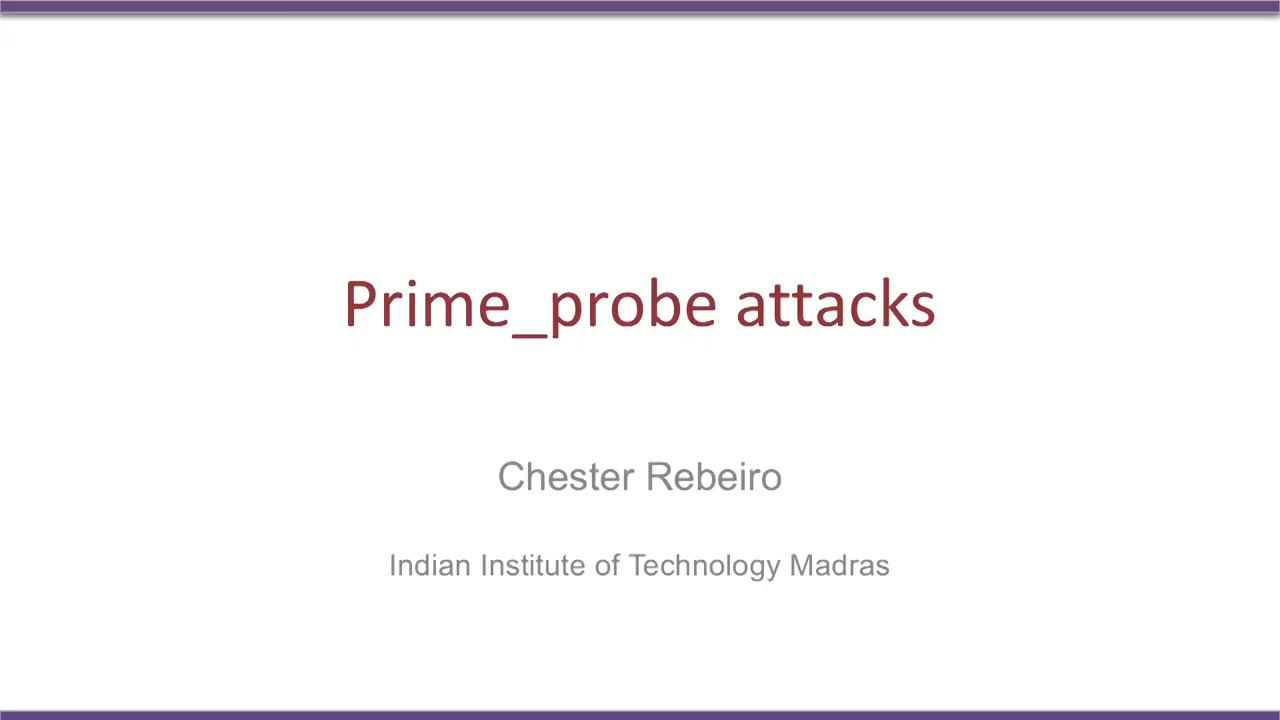 Prime_probe attacks
Chester Rebeiro
Indian Institute of Technology Madras